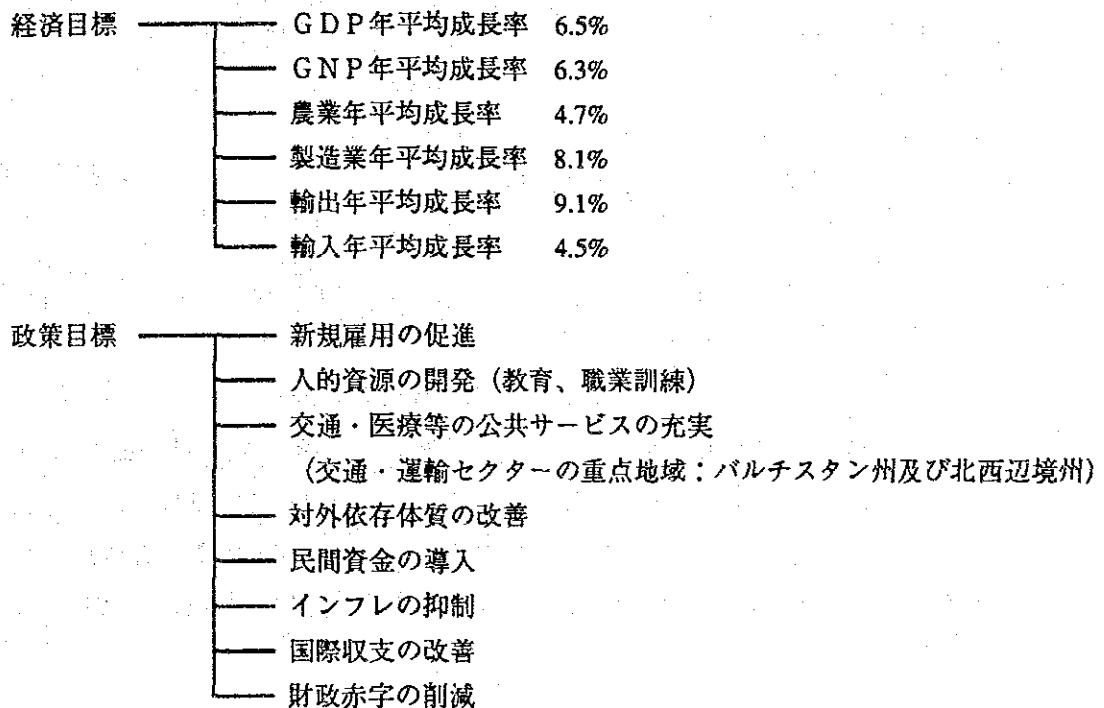 経済目標 GDP年平均成長率 6.5%
GNP年平均成長率 6.3%
農業年平均成長率 4.7%
製造業年平均成長率 8.1%
輸出年平均成長率 9.1%
輸入年平均成長率 4.5%
政策目標 新規雇用の促進
人的資源の開発（教育、職業訓練）
交通・医療等の公共サービスの充実
（交通・運輸セクターの重点地域：バルチスタン州及び北西辺境州）
対外依存体質の改善
民間資金の導入
インフレの抑制
国際収支の改善
財政赤字の削減